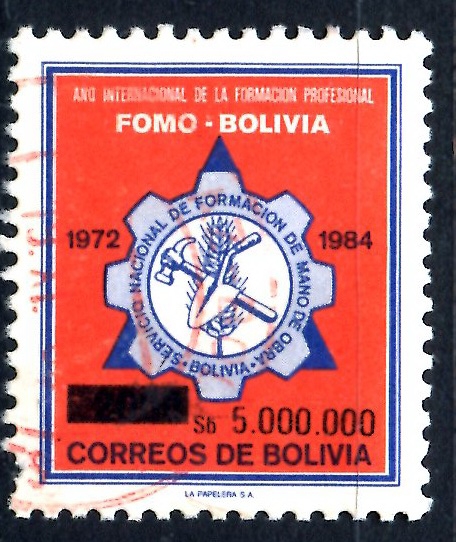 AÑO INTERNACIONAL DE LA FORMACION PROFESIONAL
FOMO - BOLIVIA
1972 1984
SERVICIO NACIONAL DE FORMACION DE MANO DE OBRA
· BOLIVIA ·
Sb 5.000.000
CORREOS DE BOLIVIA
LA PAPELERA S.A.